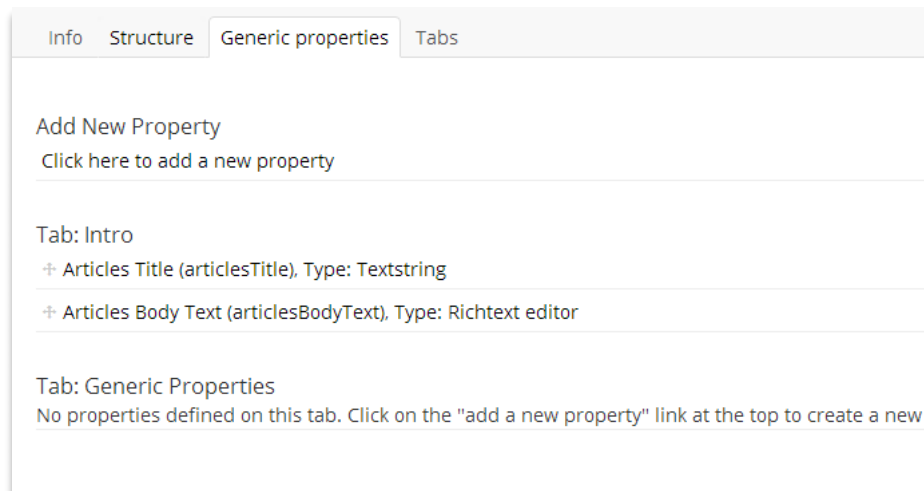 Info Structure Generic properties Tabs
Add New Property
Click here to add a new property
Tab: Intro
Articles Title (articlesTitle), Type: Textstring
Articles Body Text (articlesBodyText), Type: Richtext editor
Tab: Generic Properties
No properties defined on this tab. Click on the "add a new property" link at the top to create a new